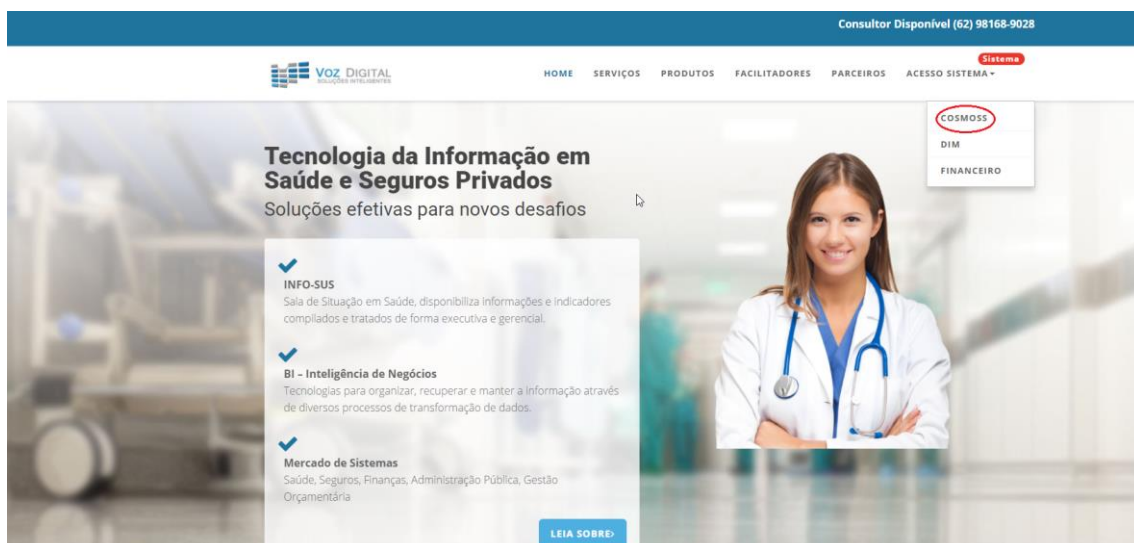 Consultor Disponível (62) 98168-9028
VOZ DIGITAL
SOLUÇÕES INTELIGENTES
HOME SERVIÇOS PRODUTOS FACILITADORES PARCEIROS ACESSO SISTEMA
Sistema
COSMOSS
DIM
FINANCEIRO
Tecnologia da Informação em
Saúde e Seguros Privados
Soluções efetivas para novos desafios
INFO-SUS
Sala de Situação em Saúde, disponibiliza informações e indicadores
compilados e tratados de forma executiva e gerencial.
BI – Inteligência de Negócios
Tecnologias para organizar, recuperar e manter a informação através
de diversos processos de transformação de dados.
Mercado de Sistemas
Saúde, Seguros, Finanças, Administração Pública, Gestão
Orçamentária
LEIA SOBRE›